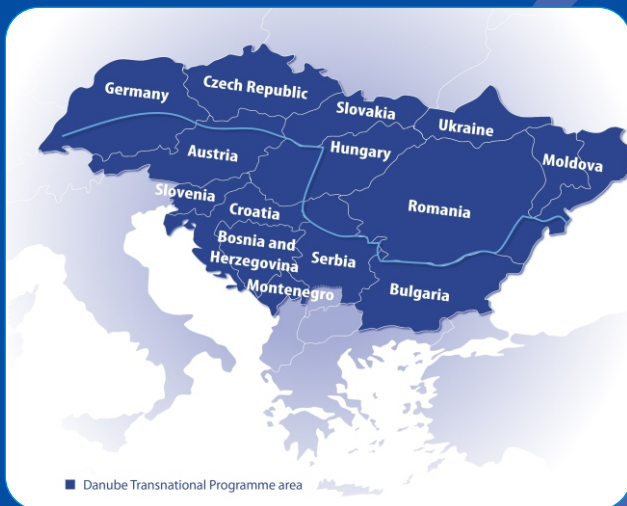 Germany
Czech Republic
Slovakia
Ukraine
Austria
Hungary
Moldova
Slovenia
Croatia
Romania
Bosnia and
Herzegovina
Serbia
Montenegro
Bulgaria
Danube Transnational Programme area